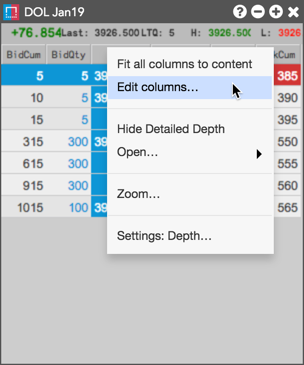 DOL Jan19
+76.854 Last: 3926.500 LTQ: 5 H: 3926.500 L: 3926
BidCum BidQty kCum
5 5 39 385
10 5 39 390
15 5 395
315 300 39 550
615 300 555
915 300 560
1015 100 39 565
Fit all columns to content
Edit columns...
Hide Detailed Depth
Open...
Zoom...
Settings: Depth...